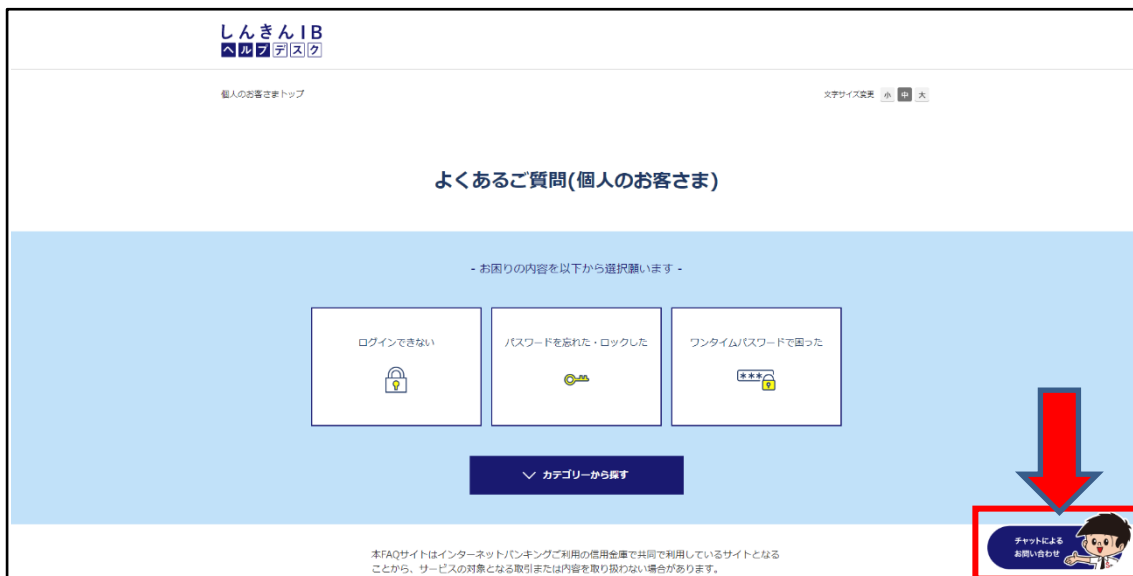 しんきんIB
ヘルプデスク
個人のお客さまトップ
文字サイズ変更 小 中 大
よくあるご質問(個人のお客さま)
- お困りの内容を以下から選択願います -
ログインできない
パスワードを忘れた・ロックした
ワンタイムパスワードで困った
***
カテゴリーから探す
チャットによる
お問い合わせ
本FAQサイトはインターネットバンキングご利用の信用金庫で共同で利用しているサイトとなる
ことから、サービスの対象となる取引または内容を取り扱わない場合があります。